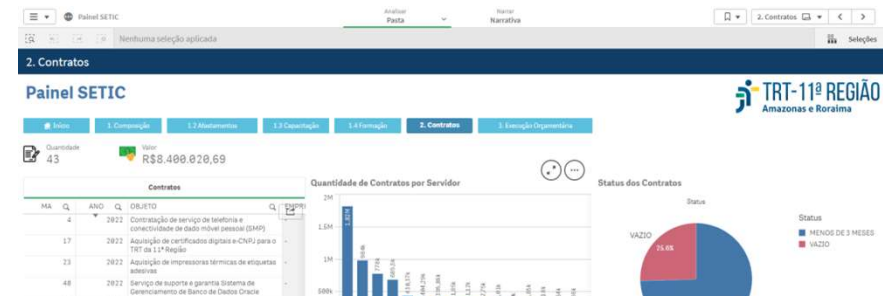 Analisar
Pasta
Narrar
Narrativa
Painel SETIC
2. Contratos
Nenhuma seleção aplicada
Seleções
2. Contratos
Painel SETIC
TRT-11ª REGIÃO
Amazonas e Roraima
Início
1. Composição
1.2 Afastamentos
1.3 Capacitação
1.4 Formação
2. Contratos
3. Execução Orçamentária
Quantidade
43
Valor
R$8.400.020,69
Contratos
MA ANO OBJETO
4 2022 Contratação de serviço de telefonia e
conectividade de dado móvel pessoal (SMP)
17 2022 Aquisição de certificados digitais e-CNPJ para o
TRT da 11ª Região
23 2022 Aquisição de impressoras térmicas de etiquetas
adesivas
48 2022 Serviço de suporte e garantia Sistema de
Gerenciamento de Banco de Dados Oracle
Quantidade de Contratos por Servidor
2M
1,5M
1M
500k
Status dos Contratos
Status
VAZIO
25.6%
Status
MENOS DE 3 MESES
VAZIO